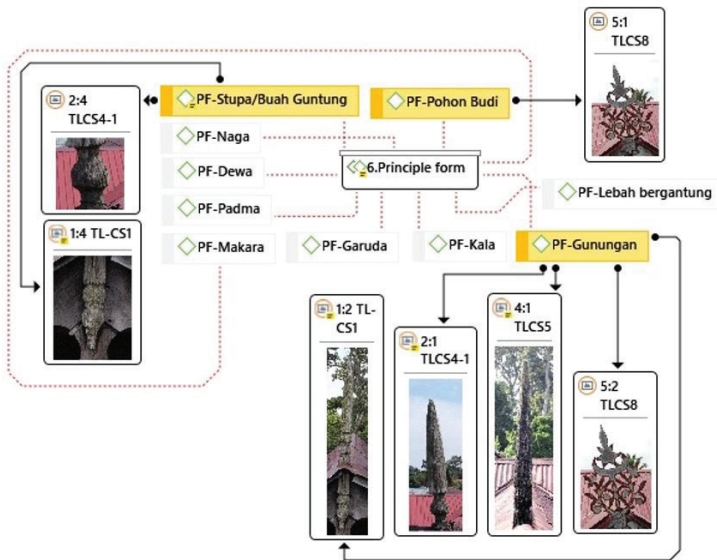 5:1
TLCS8
2:4
TLCS4-1
PF-Stupa/Buah Guntung
PF-Pohon Budi
PF-Naga
6.Principle form
PF-Dewa
PF-Lebah bergantung
PF-Padma
1:4 TL-CS1
PF-Makara
PF-Garuda
PF-Kala
PF-Gunungan
1:2 TL-
CS1
2:1
TLCS4-1
4:1
TLCS5
5:2
TLCS8